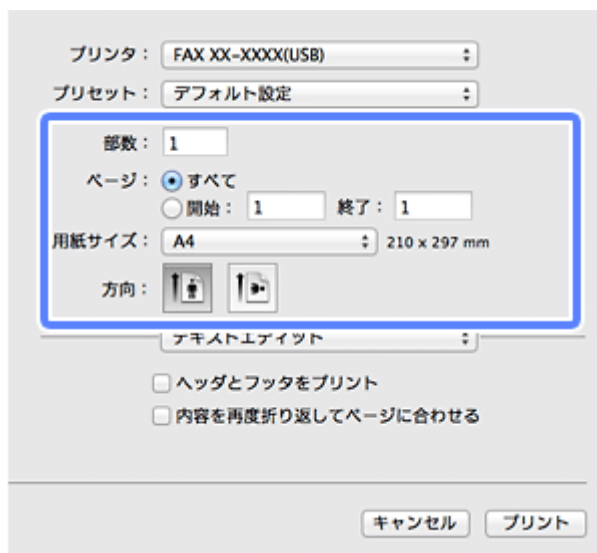 プリンタ： FAX XX-XXXX(USB)
プリセット： デフォルト設定
部数： 1
ページ： すべて
開始： 1 終了： 1
用紙サイズ： A4 210 x 297 mm
方向：
テキストエディット
ヘッダとフッタをプリント
内容を再度折り返してページに合わせる
キャンセル プリント